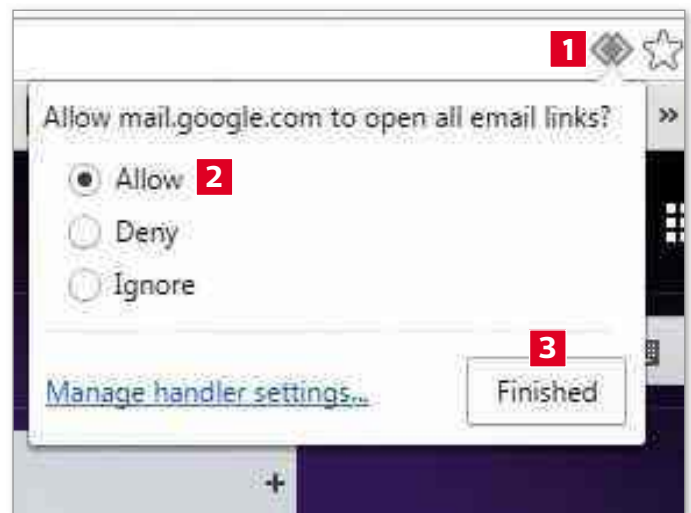 1
Allow mail.google.com to open all email links?
»
Allow 2
Deny
Ignore
3
Manage handler settings...
Finished
+